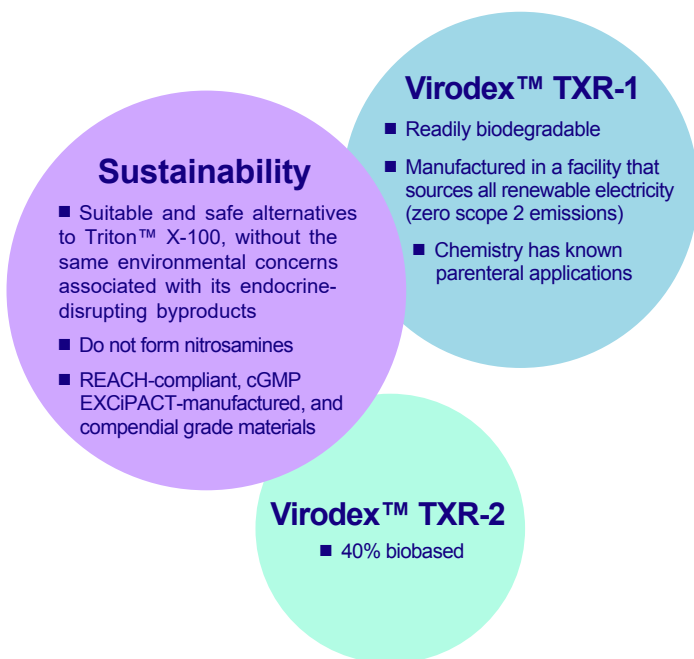 Virodex™ TXR-1
■ Readily biodegradable
■ Manufactured in a facility that
sources all renewable electricity
(zero scope 2 emissions)
■ Chemistry has known
parenteral applications
Sustainability
■ Suitable and safe alternatives
to Triton™ X-100, without the
same environmental concerns
associated with its endocrine-
disrupting byproducts
■ Do not form nitrosamines
■ REACH-compliant, cGMP
EXCiPACT-manufactured, and
compendial grade materials
Virodex™ TXR-2
■ 40% biobased